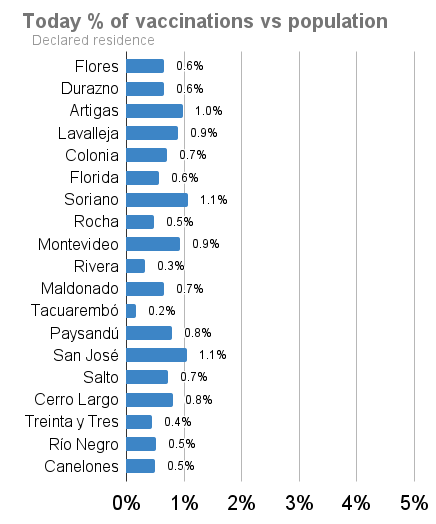 Today % of vaccinations vs population
Declared residence
Flores 0.6%
Durazno 0.6%
Artigas 1.0%
Lavalleja 0.9%
Colonia 0.7%
Florida 0.6%
Soriano 1.1%
Rocha 0.5%
Montevideo 0.9%
Rivera 0.3%
Maldonado 0.7%
Tacuarembó 0.2%
Paysandú 0.8%
San José 1.1%
Salto 0.7%
Cerro Largo 0.8%
Treinta y Tres 0.4%
Río Negro 0.5%
Canelones 0.5%
0% 1% 2% 3% 4% 5%